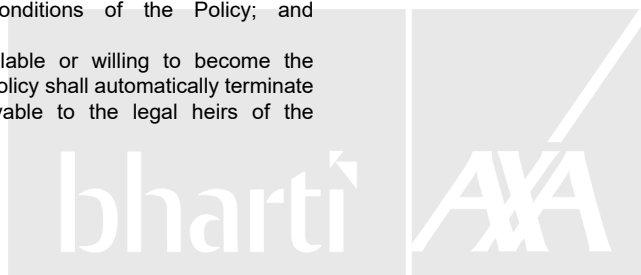 onditions of the Policy; and
lable or willing to become the
olicy shall automatically terminate
yable to the legal heirs of the
bharti AXA